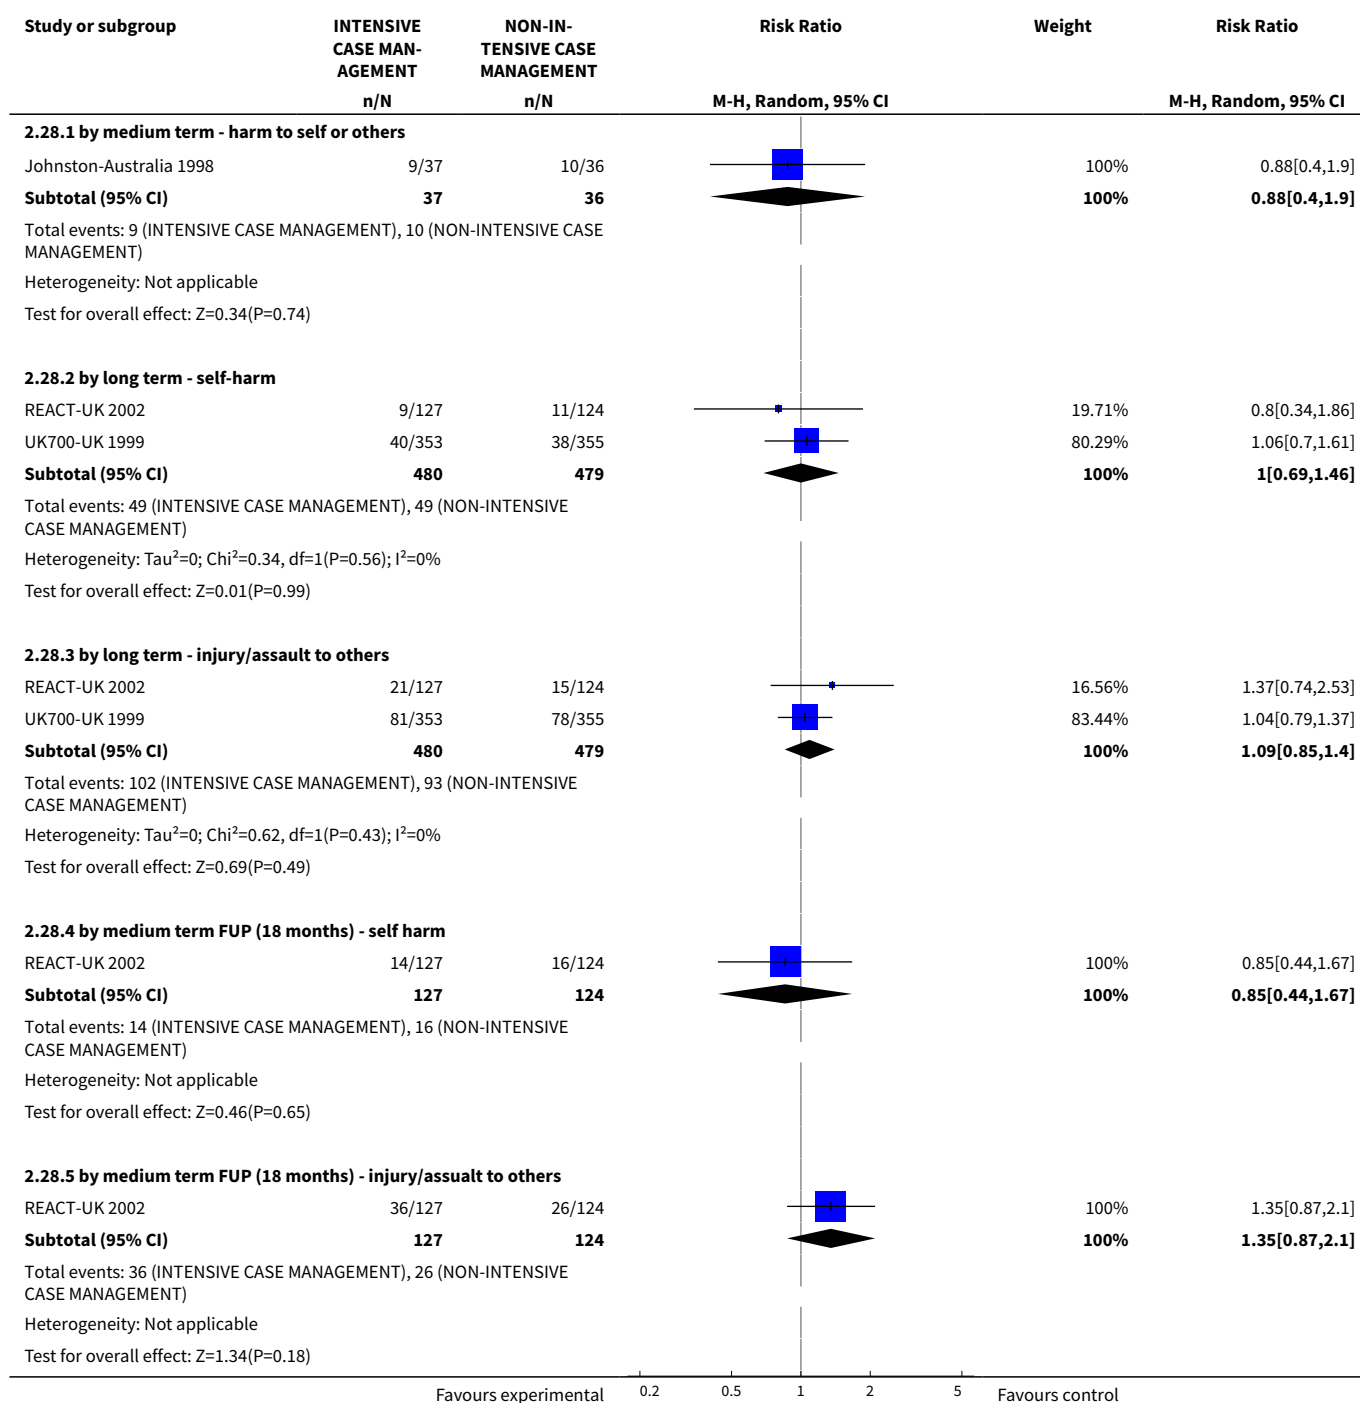 Study or subgroup INTENSIVE CASE MAN- AGEMENT NON-IN- TENSIVE CASE MANAGEMENT Risk Ratio Weight Risk Ratio
n/N n/N M-H, Random, 95% CI M-H, Random, 95% CI
2.28.1 by medium term - harm to self or others
Johnston-Australia 1998 9/37 10/36 100% 0.88[0.4,1.9]
Subtotal (95% CI) 37 36 100% 0.88[0.4,1.9]
Total events: 9 (INTENSIVE CASE MANAGEMENT), 10 (NON-INTENSIVE CASE
MANAGEMENT)
Heterogeneity: Not applicable
Test for overall effect: Z=0.34(P=0.74)
2.28.2 by long term - self-harm
REACT-UK 2002 9/127 11/124 19.71% 0.8[0.34,1.86]
UK700-UK 1999 40/353 38/355 80.29% 1.06[0.7,1.61]
Subtotal (95% CI) 480 479 100% 1[0.69,1.46]
Total events: 49 (INTENSIVE CASE MANAGEMENT), 49 (NON-INTENSIVE
CASE MANAGEMENT)
Heterogeneity: Tau²=0; Chi²=0.34, df=1(P=0.56); I²=0%
Test for overall effect: Z=0.01(P=0.99)
2.28.3 by long term - injury/assault to others
REACT-UK 2002 21/127 15/124 16.56% 1.37[0.74,2.53]
UK700-UK 1999 81/353 78/355 83.44% 1.04[0.79,1.37]
Subtotal (95% CI) 480 479 100% 1.09[0.85,1.4]
Total events: 102 (INTENSIVE CASE MANAGEMENT), 93 (NON-INTENSIVE
CASE MANAGEMENT)
Heterogeneity: Tau²=0; Chi²=0.62, df=1(P=0.43); I²=0%
Test for overall effect: Z=0.69(P=0.49)
2.28.4 by medium term FUP (18 months) - self harm
REACT-UK 2002 14/127 16/124 100% 0.85[0.44,1.67]
Subtotal (95% CI) 127 124 100% 0.85[0.44,1.67]
Total events: 14 (INTENSIVE CASE MANAGEMENT), 16 (NON-INTENSIVE
CASE MANAGEMENT)
Heterogeneity: Not applicable
Test for overall effect: Z=0.46(P=0.65)
2.28.5 by medium term FUP (18 months) - injury/assualt to others
REACT-UK 2002 36/127 26/124 100% 1.35[0.87,2.1]
Subtotal (95% CI) 127 124 100% 1.35[0.87,2.1]
Total events: 36 (INTENSIVE CASE MANAGEMENT), 26 (NON-INTENSIVE
CASE MANAGEMENT)
Heterogeneity: Not applicable
Test for overall effect: Z=1.34(P=0.18)
Favours experimental 0.2 0.5 1 2 5 Favours control